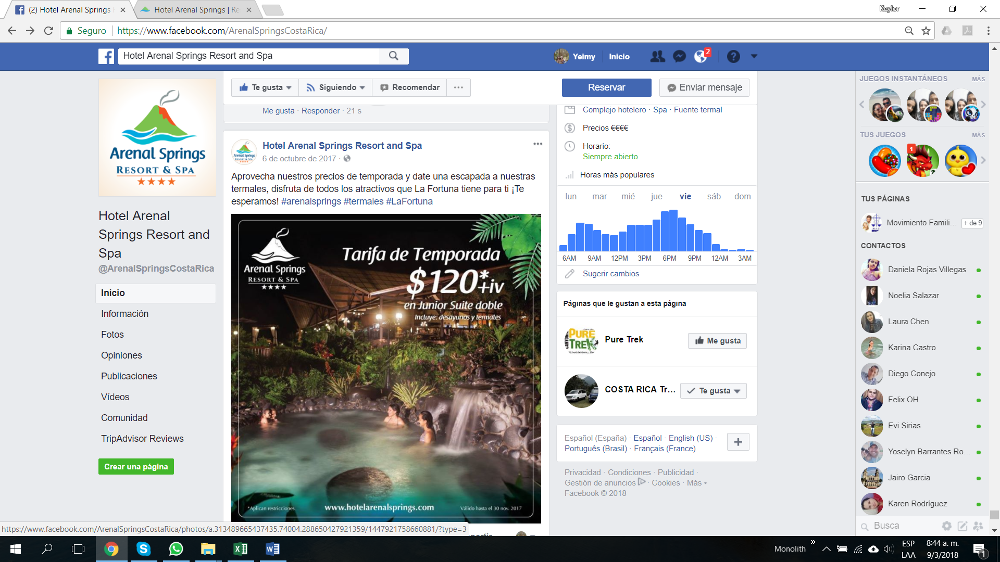 (2) Hotel Arenal Springs
Hotel Arenal Springs | Re
Keylor
Seguro
https://www.facebook.com/ArenalSpringsCostaRica/
Hotel Arenal Springs Resort and Spa
Yeimy
Inicio
2
Arenal Springs
RESORT & SPA
Hotel Arenal
Springs Resort and
Spa
@ArenalSpringsCostaRica
Inicio
Información
Fotos
Opiniones
Publicaciones
Vídeos
Comunidad
TripAdvisor Reviews
Crear una página
Te gusta
Siguiendo
Recomendar
Reservar
Enviar mensaje
Me gusta · Responder · 21 s
Hotel Arenal Springs Resort and Spa
6 de octubre de 2017 ·
Aprovecha nuestros precios de temporada y date una escapada a nuestras
termales, disfruta de todos los atractivos que La Fortuna tiene para ti ¡Te
esperamos! #arenalsprings #termales #LaFortuna
Arenal Springs
RESORT & SPA
Tarifa de Temporada
$120*+iv
en Junior Suite doble
Incluye: desayunos y termales
*Aplican restricciones
www.hotelarenalsprings.com
Válido hasta el 30 nov. 2017
Complejo hotelero · Spa · Fuente termal
Precios €€€€
Horario:
Siempre abierto
Horas más populares
lun mar mié jue vie sáb dom
6AM 9AM 12PM 3PM 6PM 9PM 12AM 3AM
Sugerir cambios
Páginas que le gustan a esta página
PURE TREK
Pure Trek
Me gusta
COSTA RICA Tr...
Te gusta
Español (España) · Español · English (US) ·
Português (Brasil) · Français (France)
Privacidad · Condiciones · Publicidad ·
Gestión de anuncios · Cookies · Más
Facebook © 2018
JUEGOS INSTANTÁNEOS MÁS
TUS JUEGOS MÁS
1
TUS PÁGINAS
Movimiento Famili... + de 9
CONTACTOS
Daniela Rojas Villegas
Noelia Salazar
Laura Chen
Karina Castro
Diego Conejo
Felix OH
Evi Sirias
Yoselyn Barrantes Ro...
Jairo Garcia
Karen Rodríguez
Busca
https://www.facebook.com/ArenalSpringsCostaRica/photos/a.313489665437435.74004.288650427921359/1447921758660881/?type=3
Monolith
ESP
LAA
8:44 a. m.
9/3/2018
1